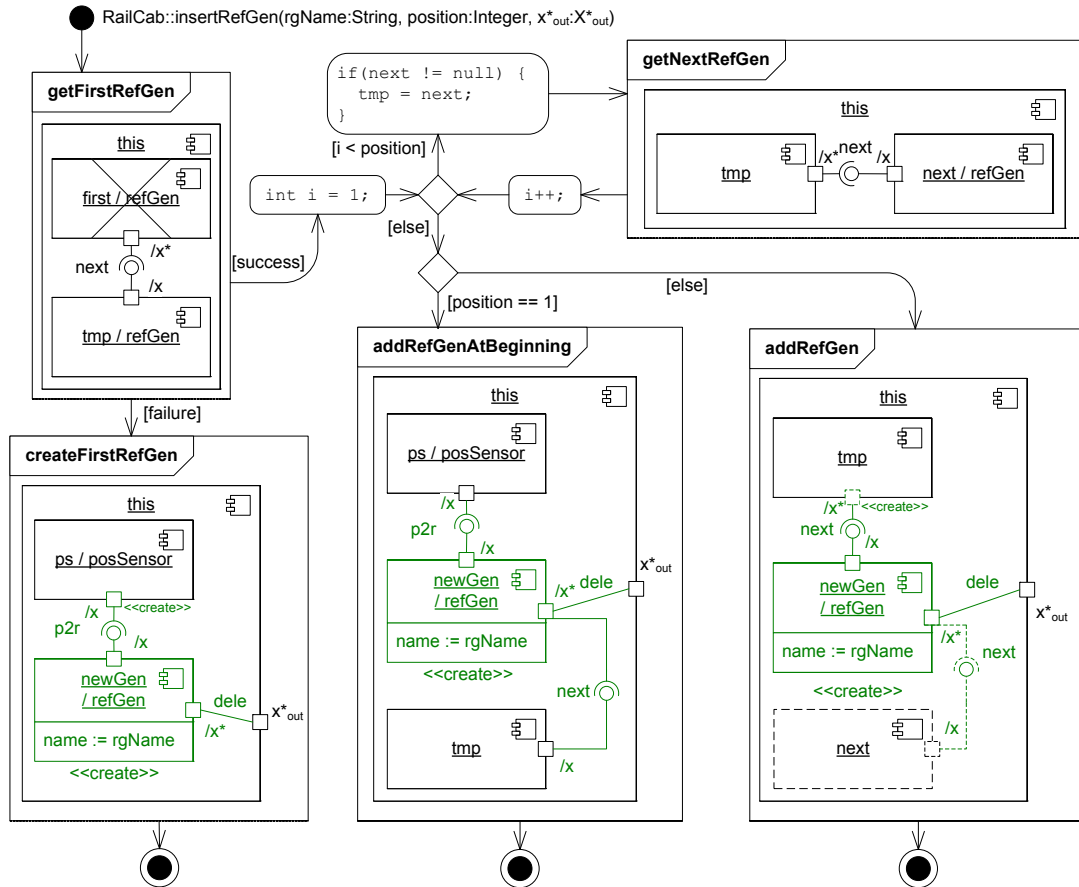 RailCab::insertRefGen(rgName:String, position:Integer, x*out:X*out)
getFirstRefGen
this
first / refGen
/x*
next
/x
tmp / refGen
[success]
[failure]
int i = 1;
if(next != null) {
tmp = next;
}
[i < position]
[else]
i++;
getNextRefGen
this
tmp
/x*
next
/x
next / refGen
[position == 1]
[else]
createFirstRefGen
this
ps / posSensor
<<create>>
/x
p2r
/x
newGen
/ refGen
dele
/x*
x*out
name := rgName
<<create>>
addRefGenAtBeginning
this
ps / posSensor
/x
p2r
/x
newGen
/ refGen
/x*
dele
x*out
name := rgName
<<create>>
next
tmp
/x
addRefGen
this
tmp
/x*
<<create>>
next
/x
newGen
/ refGen
dele
x*out
/x*
name := rgName
next
<<create>>
/x
next